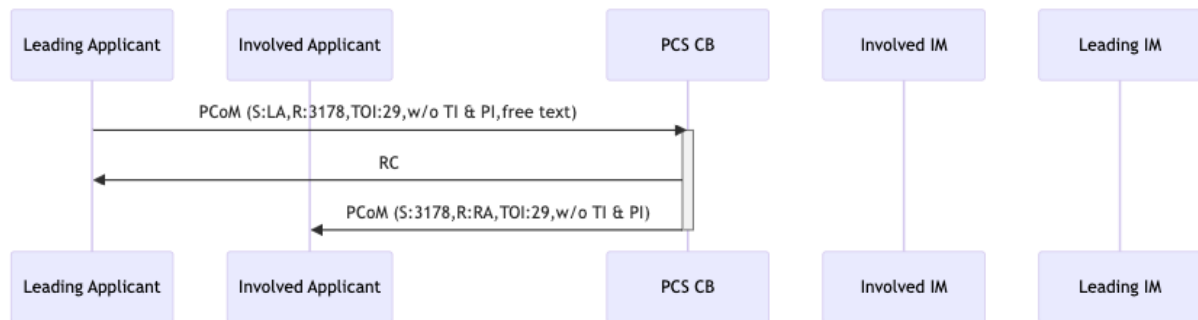 Leading Applicant
Involved Applicant
PCS CB
Involved IM
Leading IM
PCoM (S:LA,R:3178,TOI:29,w/o TI & PI,free text)
RC
PCoM (S:3178,R:RA,TOI:29,w/o TI & PI)
Leading Applicant
Involved Applicant
PCS CB
Involved IM
Leading IM